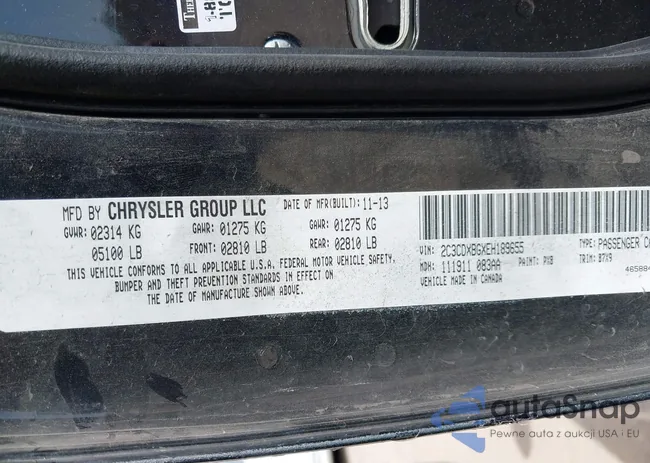 MFD BY CHRYSLER GROUP LLC DATE OF MFR(BUILT): 11-13
GVWR: 02314 KG GAWR: 01275 KG GAWR: 01275 KG
05100 LB FRONT: 02810 LB REAR: 02810 LB
THIS VEHICLE CONFORMS TO ALL APPLICABLE U.S.A. FEDERAL MOTOR VEHICLE SAFETY,
BUMPER AND THEFT PREVENTION STANDARDS IN EFFECT ON
THE DATE OF MANUFACTURE SHOWN ABOVE.
VIN: 2C3CDXBGXEH189655 TYPE: PASSENGER
MDH: 111911 083AA PAINT: PX8 TRIM: B7X9
VEHICLE MADE IN CANADA
autoSnap
Pewne auta z aukcji USA i EU